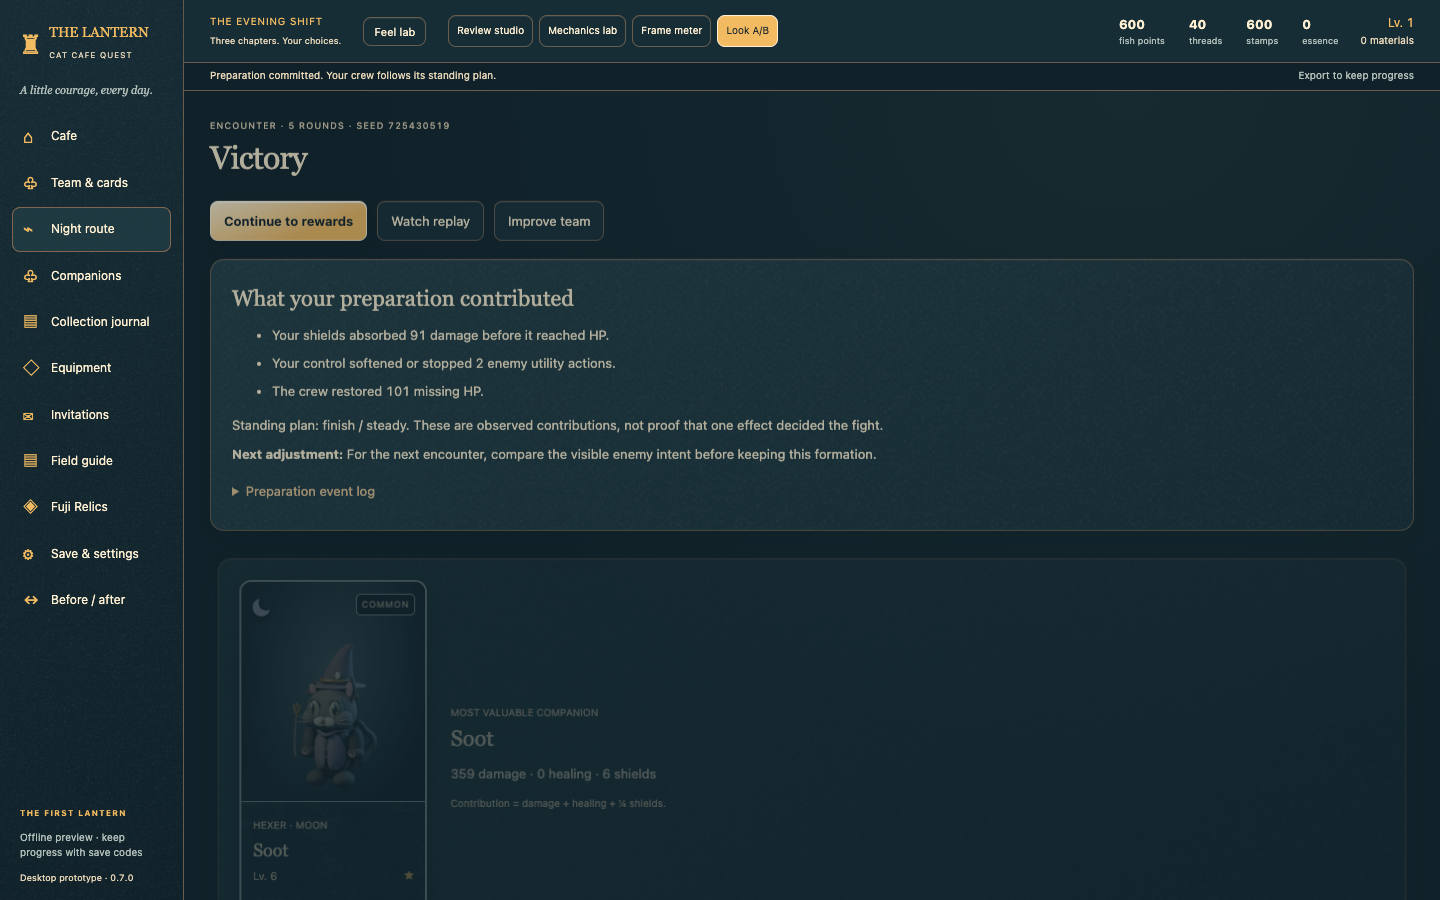 THE LANTERN
CAT CAFE QUEST
A little courage, every day.
Cafe
Team & cards
Night route
Companions
Collection journal
Equipment
Invitations
Field guide
Fuji Relics
Save & settings
Before / after
THE FIRST LANTERN
Offline preview · keep
progress with save codes
Desktop prototype · 0.7.0
THE EVENING SHIFT
Three chapters. Your choices.
Feel lab
Review studio
Mechanics lab
Frame meter
Look A/B
600
fish points
40
threads
600
stamps
0
essence
Lv. 1
0 materials
Preparation committed. Your crew follows its standing plan.
Export to keep progress
ENCOUNTER · 5 ROUNDS · SEED 725430519
Victory
Continue to rewards
Watch replay
Improve team
What your preparation contributed
• Your shields absorbed 91 damage before it reached HP.
• Your control softened or stopped 2 enemy utility actions.
• The crew restored 101 missing HP.
Standing plan: finish / steady. These are observed contributions, not proof that one effect decided the fight.
Next adjustment: For the next encounter, compare the visible enemy intent before keeping this formation.
Preparation event log
COMMON
HEXER · MOON
Soot
Lv. 6
MOST VALUABLE COMPANION
Soot
359 damage · 0 healing · 6 shields
Contribution = damage + healing + ¼ shields.